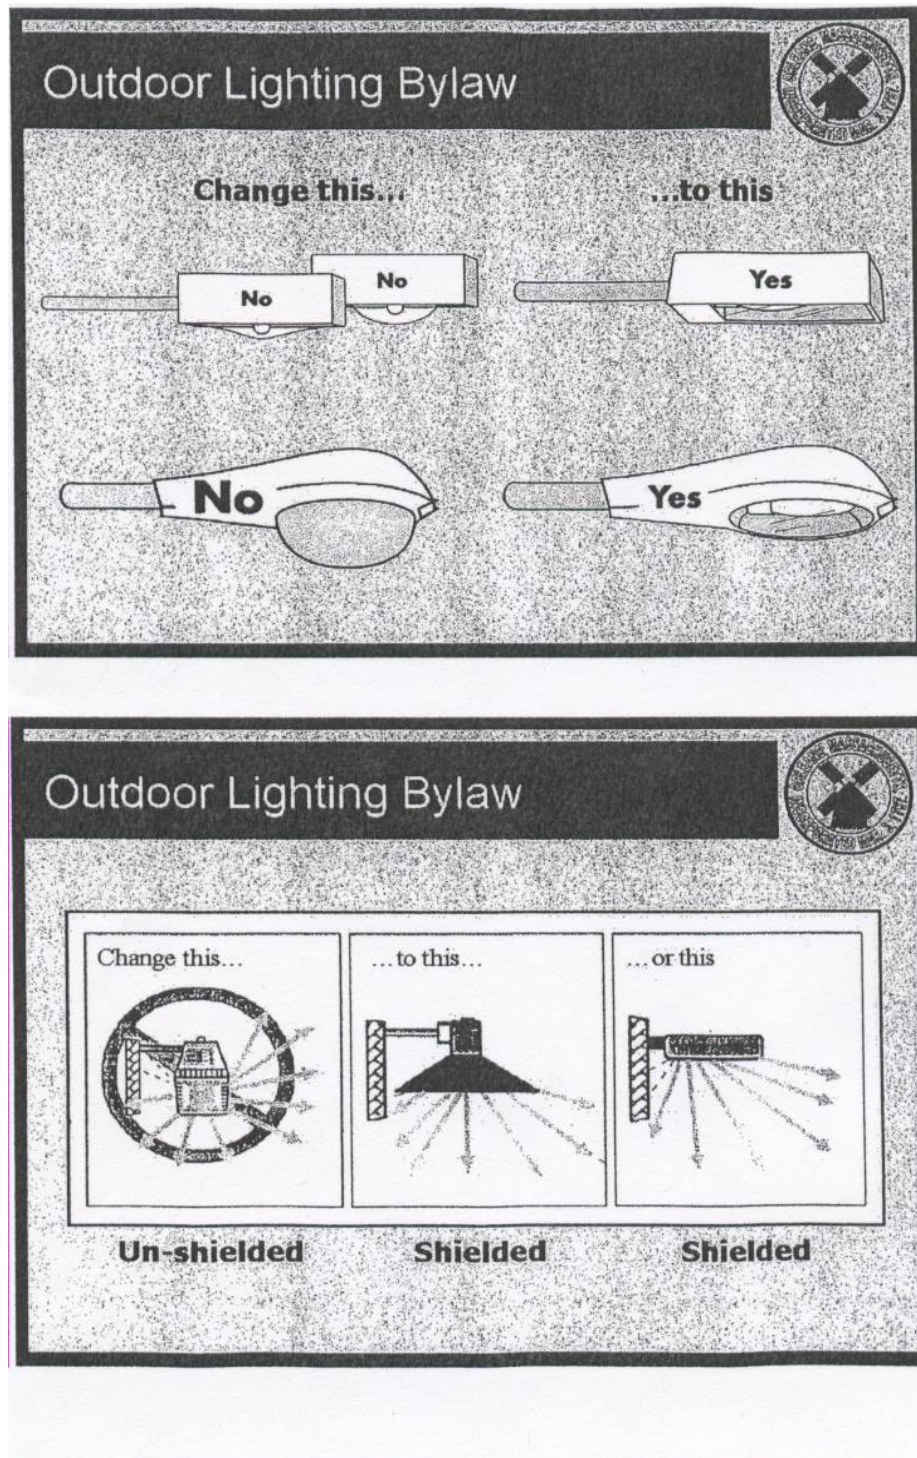 Outdoor Lighting Bylaw
Change this...
...to this
No
No
Yes
No
Yes
Outdoor Lighting Bylaw
Change this...
...to this...
...or this
Un-shielded
Shielded
Shielded